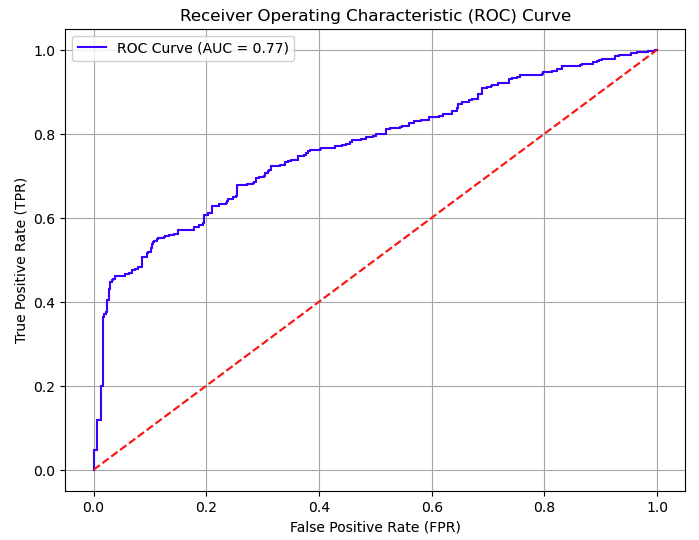 Receiver Operating Characteristic (ROC) Curve
ROC Curve (AUC = 0.77)
True Positive Rate (TPR)
1.0
0.8
0.6
0.4
0.2
0.0
0.0 0.2 0.4 0.6 0.8 1.0
False Positive Rate (FPR)